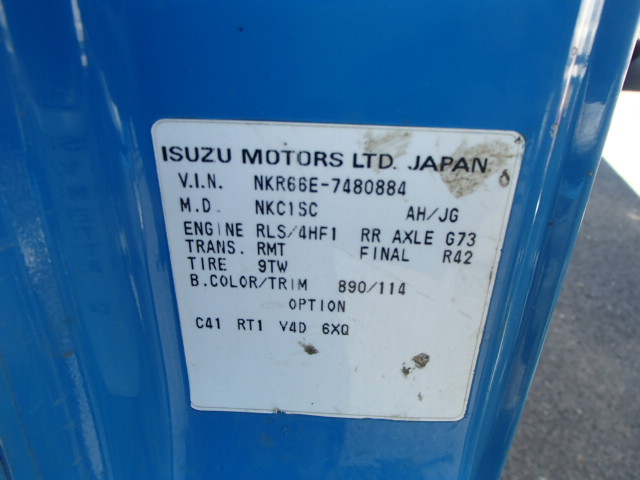 ISUZU MOTORS LTD. JAPAN
V.I.N. NKR66E-7480884
M.D. NKC1SC AH/JG
ENGINE RLS/4HF1 RR AXLE G73
TRANS. RMT FINAL R42
TIRE 9TW
B.COLOR/TRIM 890/114
OPTION
C41 RT1 V4D 6XQ